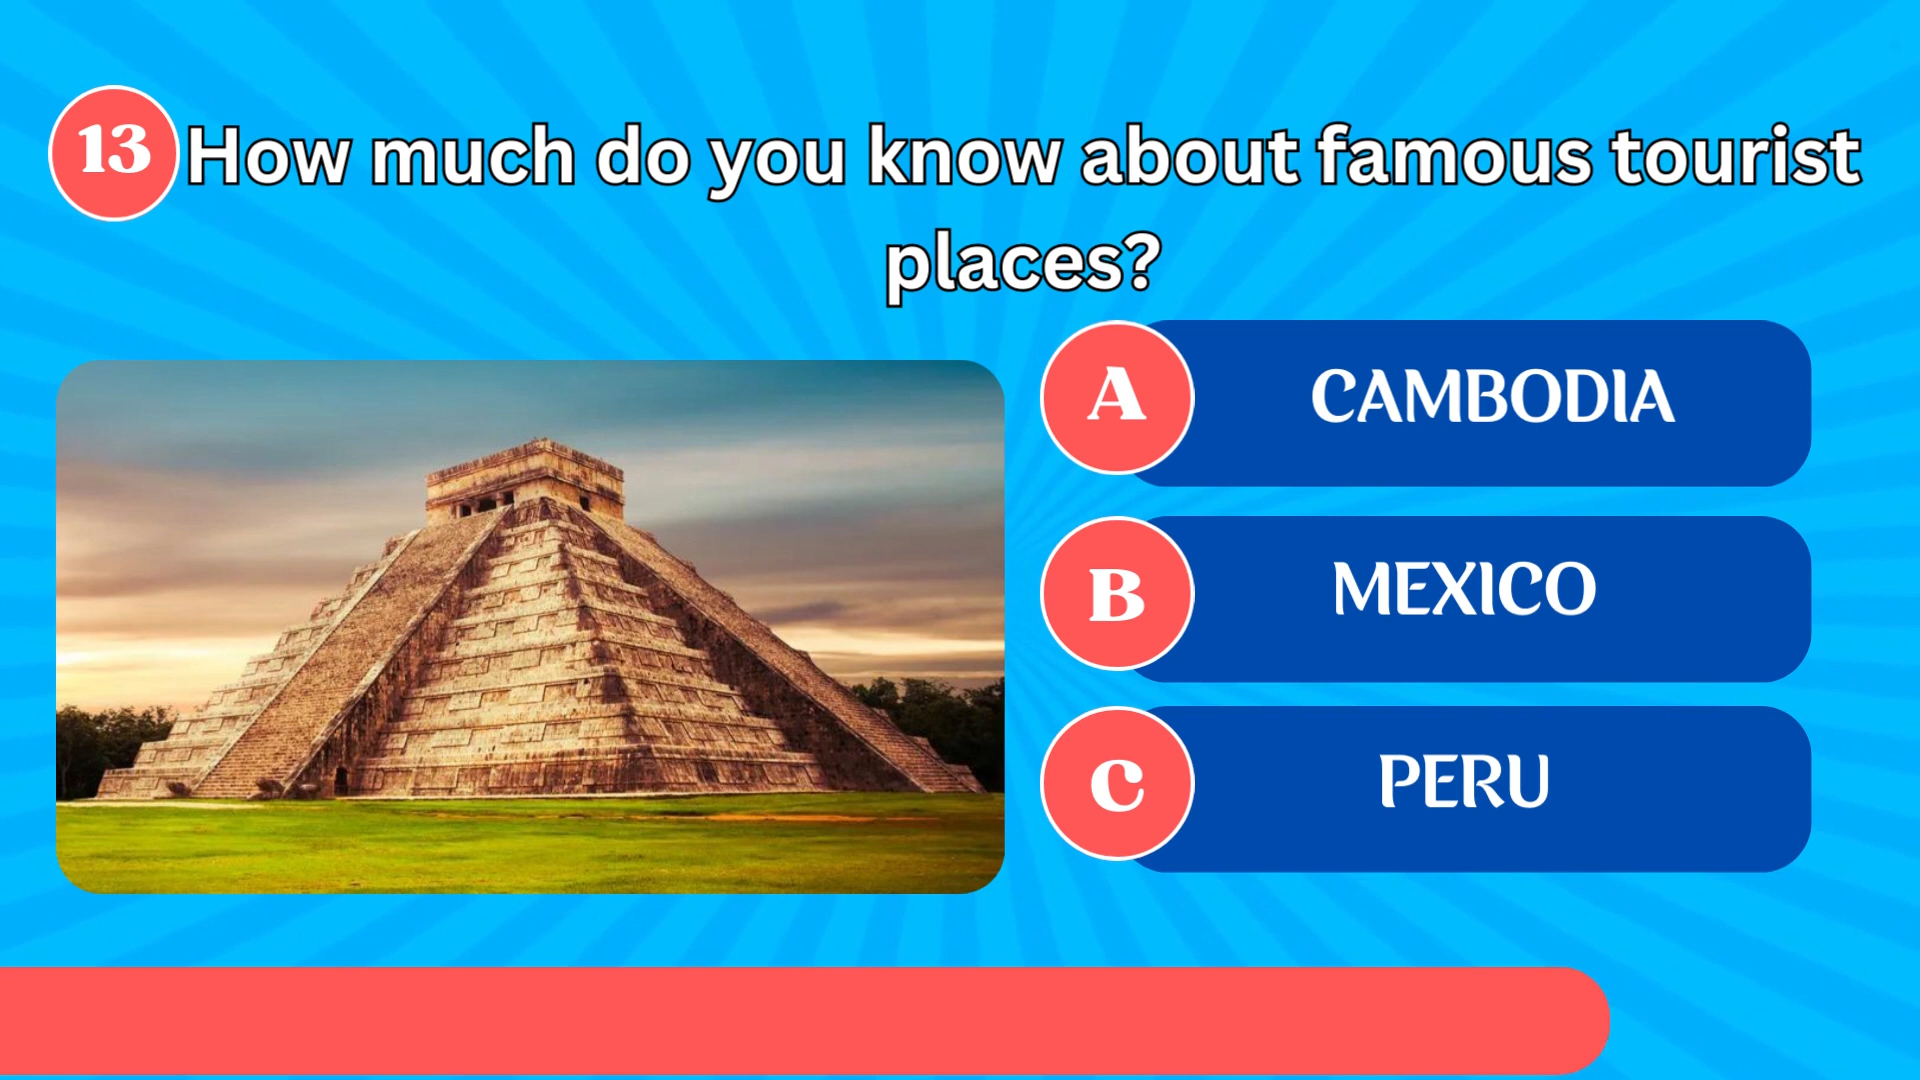 13 How much do you know about famous tourist
places?
A CAMBODIA
B MEXICO
C PERU